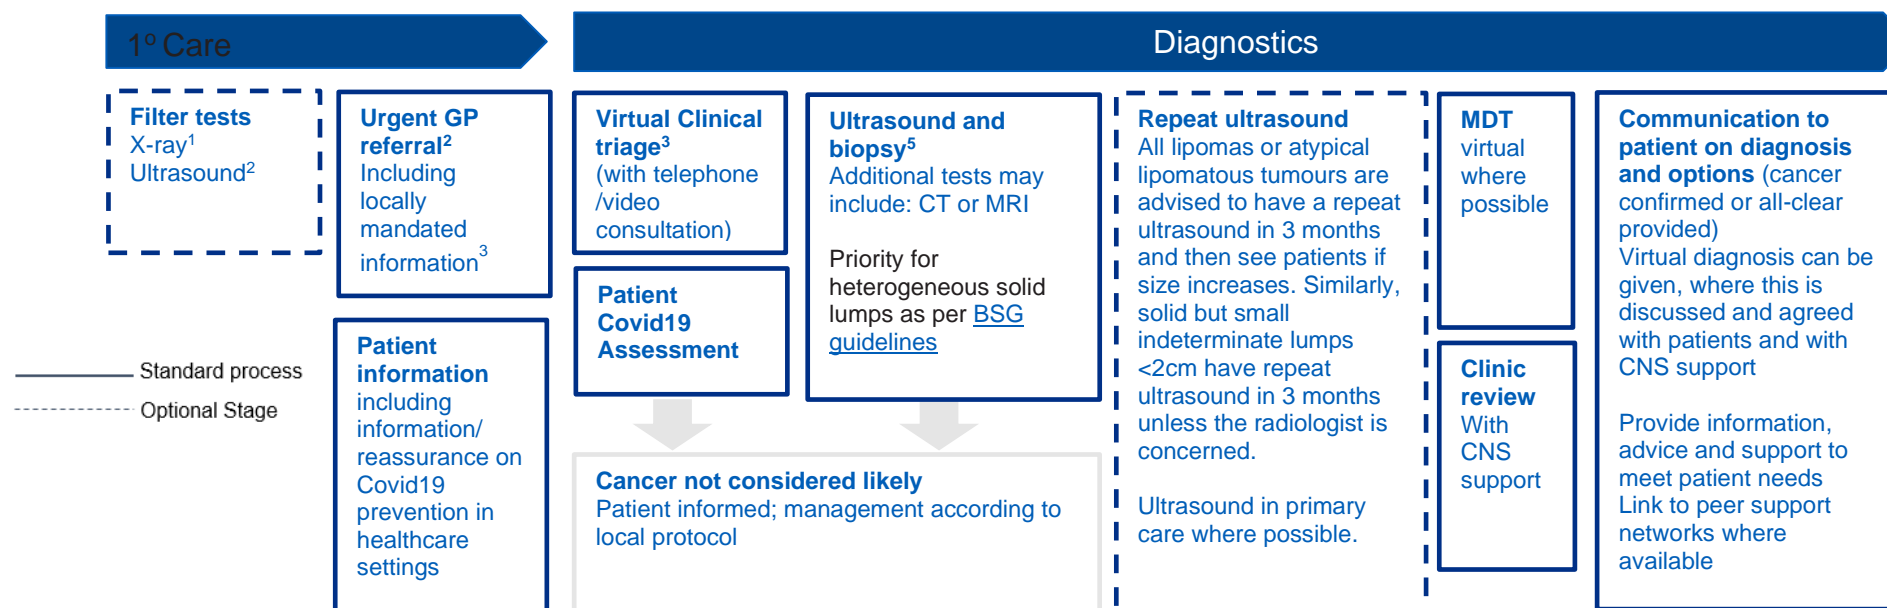 1º Care
Diagnostics
Filter tests
X-ray¹
Ultrasound²
Urgent GP
referral²
Including
locally
mandated
information³
Patient
information
including
information/
reassurance on
Covid19
prevention in
healthcare
settings
Standard process
Optional Stage
Virtual Clinical
triage³
(with telephone
/video
consultation)
Patient
Covid19
Assessment
Ultrasound and
biopsy⁵
Additional tests may
include: CT or MRI
Priority for
heterogeneous solid
lumps as per BSG
guidelines
Cancer not considered likely
Patient informed; management according to
local protocol
Repeat ultrasound
All lipomas or atypical
lipomatous tumours are
advised to have a repeat
ultrasound in 3 months
and then see patients if
size increases. Similarly,
solid but small
indeterminate lumps
<2cm have repeat
ultrasound in 3 months
unless the radiologist is
concerned.
Ultrasound in primary
care where possible.
MDT
virtual
where
possible
Clinic
review
With
CNS
support
Communication to
patient on diagnosis
and options (cancer
confirmed or all-clear
provided)
Virtual diagnosis can be
given, where this is
discussed and agreed
with patients and with
CNS support
Provide information,
advice and support to
meet patient needs
Link to peer support
networks where
available